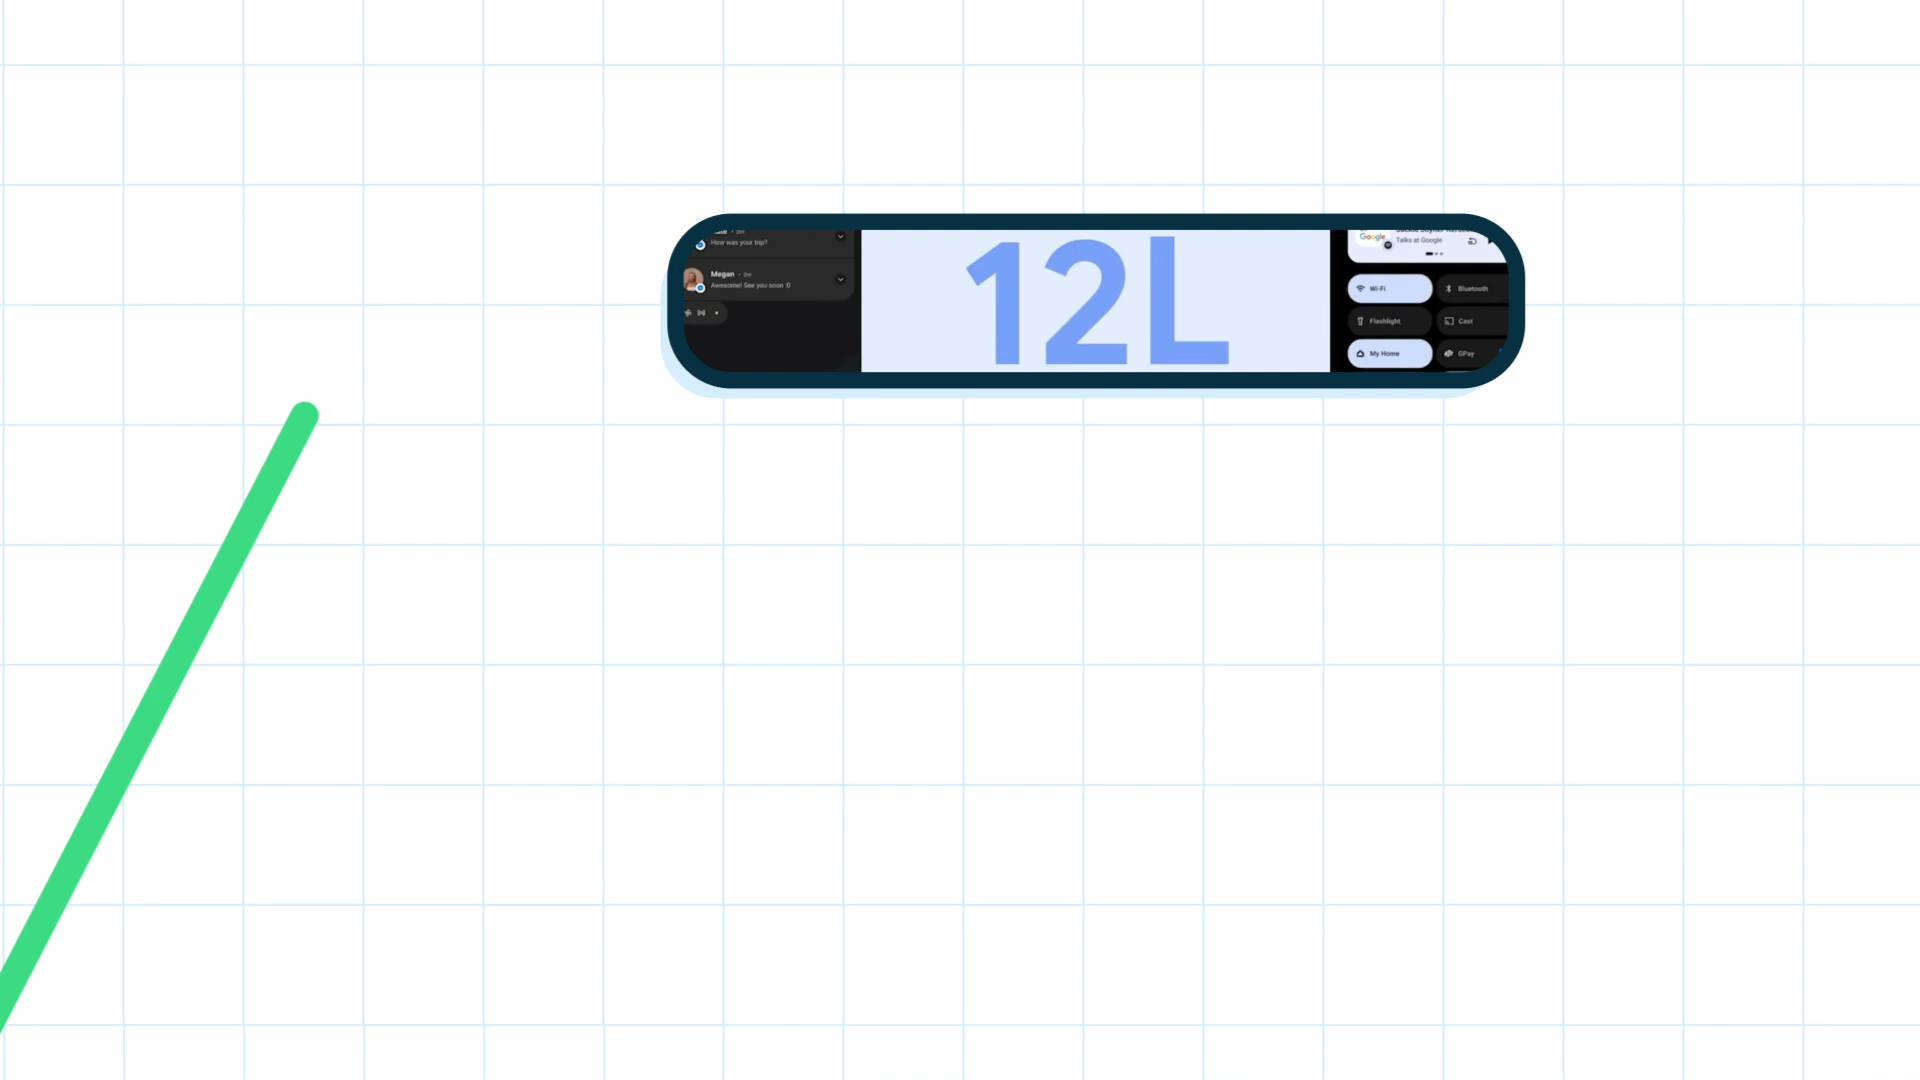 How was your trip?
Megan • 2m
Awesome! See you soon :0
12L
Google
Talks at Google
Wi-Fi
Bluetooth
Flashlight
Cast
My Home
GPay